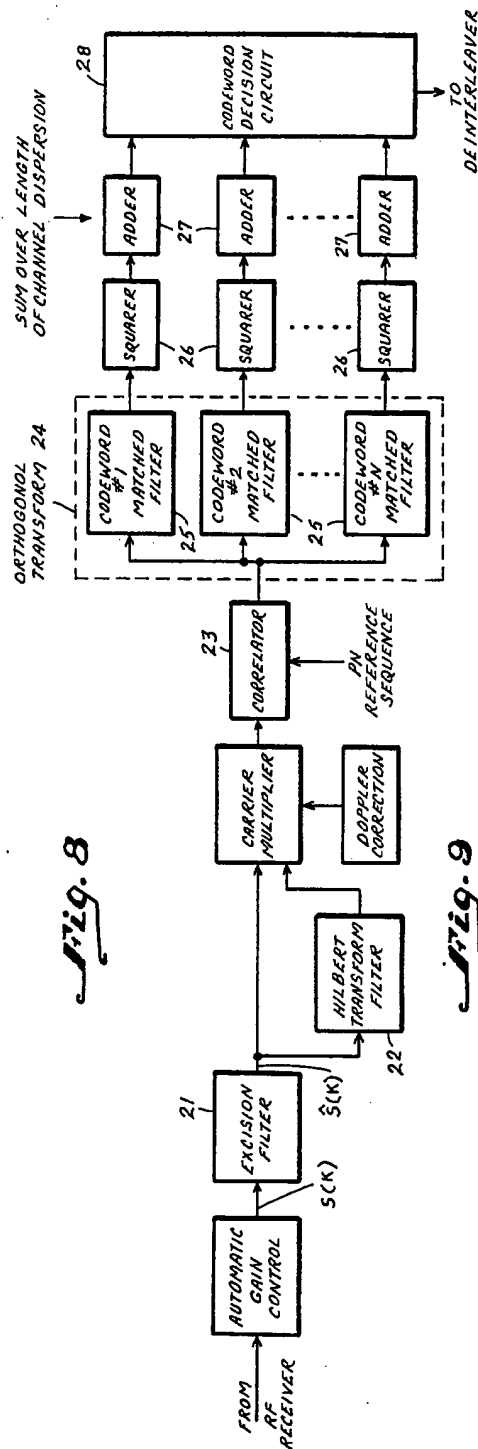 FROM
RF
RECEIVER
AUTOMATIC
GAIN
CONTROL
S(K)
21
EXCISION
FILTER
Ŝ(K)
HILBERT
TRANSFORM
FILTER
22
CARRIER
MULTIPLIER
DOPPLER
CORRECTION
23
CORRELATOR
PN
REFERENCE
SEQUENCE
ORTHOGONOL
TRANSFORM 24
CODEWORD
#1
MATCHED
FILTER
25
CODEWORD
#2
MATCHED
FILTER
25
CODEWORD
#N
MATCHED
FILTER
25
SQUARER
26
SQUARER
SQUARER
26
SUM OVER LENGTH
OF CHANNEL DISPERSION
ADDER
27
ADDER
ADDER
27
28
CODEWORD
DECISION
CIRCUIT
TO
DEINTERLEAVER
Fig. 8
Fig. 9